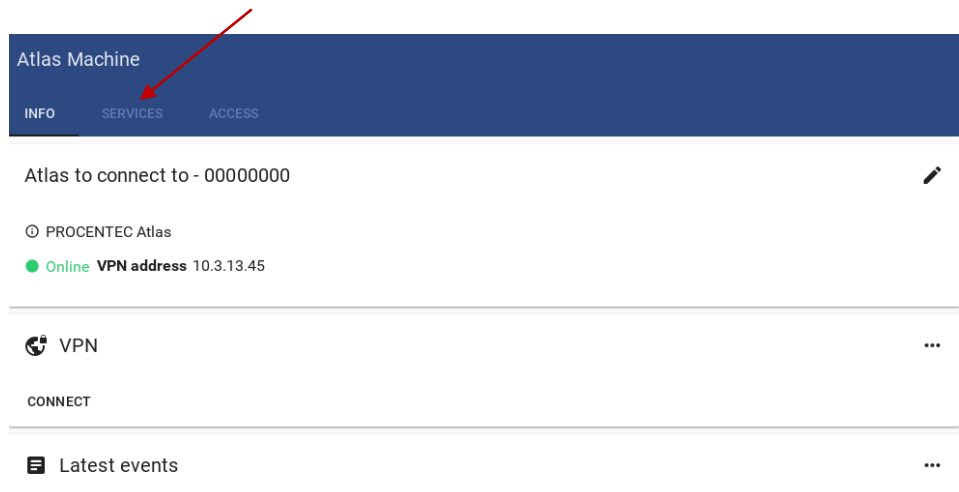 Atlas Machine
INFO SERVICES ACCESS
Atlas to connect to - 00000000
PROCENTEC Atlas
Online VPN address 10.3.13.45
VPN
CONNECT
Latest events